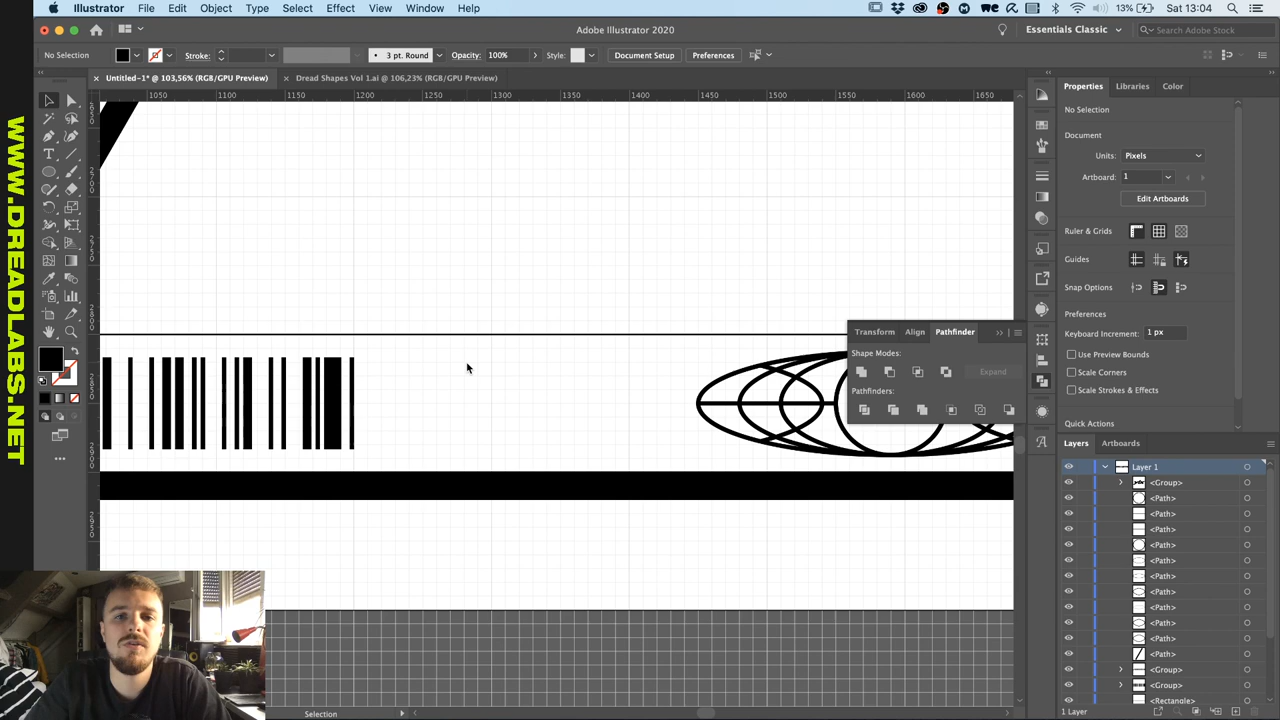 Illustrator File Edit Object Type Select Effect View Window Help 13% Sat 13:04
Adobe Illustrator 2020
Essentials Classic
Search Adobe Stock
No Selection Stroke: 3 pt. Round Opacity: 100% Style: Document Setup Preferences
× Untitled-1* @ 103,56% (RGB/GPU Preview) × Dread Shapes Vol 1.ai @ 106,23% (RGB/GPU Preview)
1050 1100 1150 1200 1250 1300 1350 1400 1450 1500 1550 1600 1650
2700
2750
2800
2850
2900
2950
WWW.DREADLABS.NET
Transform Align Pathfinder
Shape Modes:
Expand
Pathfinders:
Properties Libraries Color
No Selection
Document
Units: Pixels
Artboard: 1
Edit Artboards
Ruler & Grids
Guides
Snap Options
Preferences
Keyboard Increment: 1 px
Use Preview Bounds
Scale Corners
Scale Strokes & Effects
Quick Actions
Layers Artboards
Layer 1
<Group>
<Path>
<Path>
<Path>
<Path>
<Path>
<Path>
<Path>
<Path>
<Path>
<Path>
<Path>
<Group>
<Group>
<Rectangle>
1 Layer
Selection